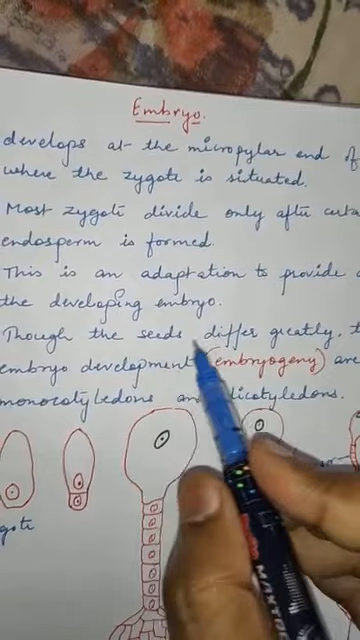 Embryo.
develops at the micropylar end of
where the zygote is situated.
Most zygote divide only after
endosperm is formed.
This is an adaptation to provide
the developing embryo.
Though the seeds differ greatly,
embryo development (embryogeny) are
monocotyledons dicotyledons.